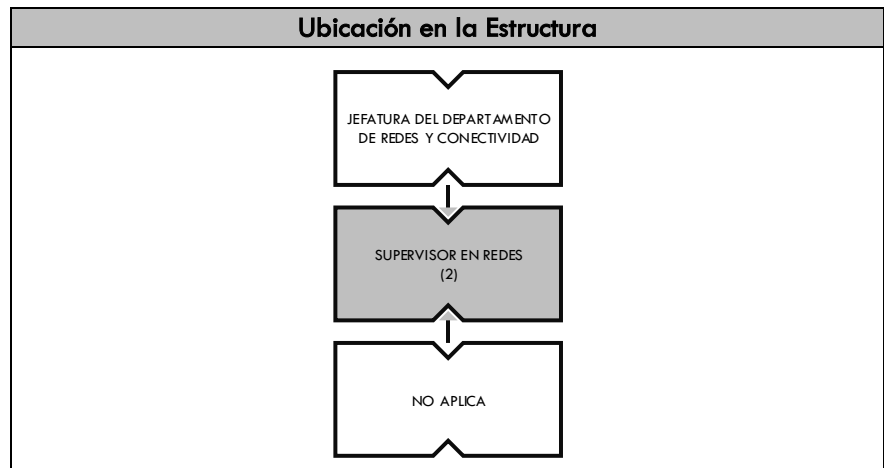 Ubicación en la Estructura
JEFATURA DEL DEPARTAMENTO
DE REDES Y CONECTIVIDAD
SUPERVISOR EN REDES
(2)
NO APLICA